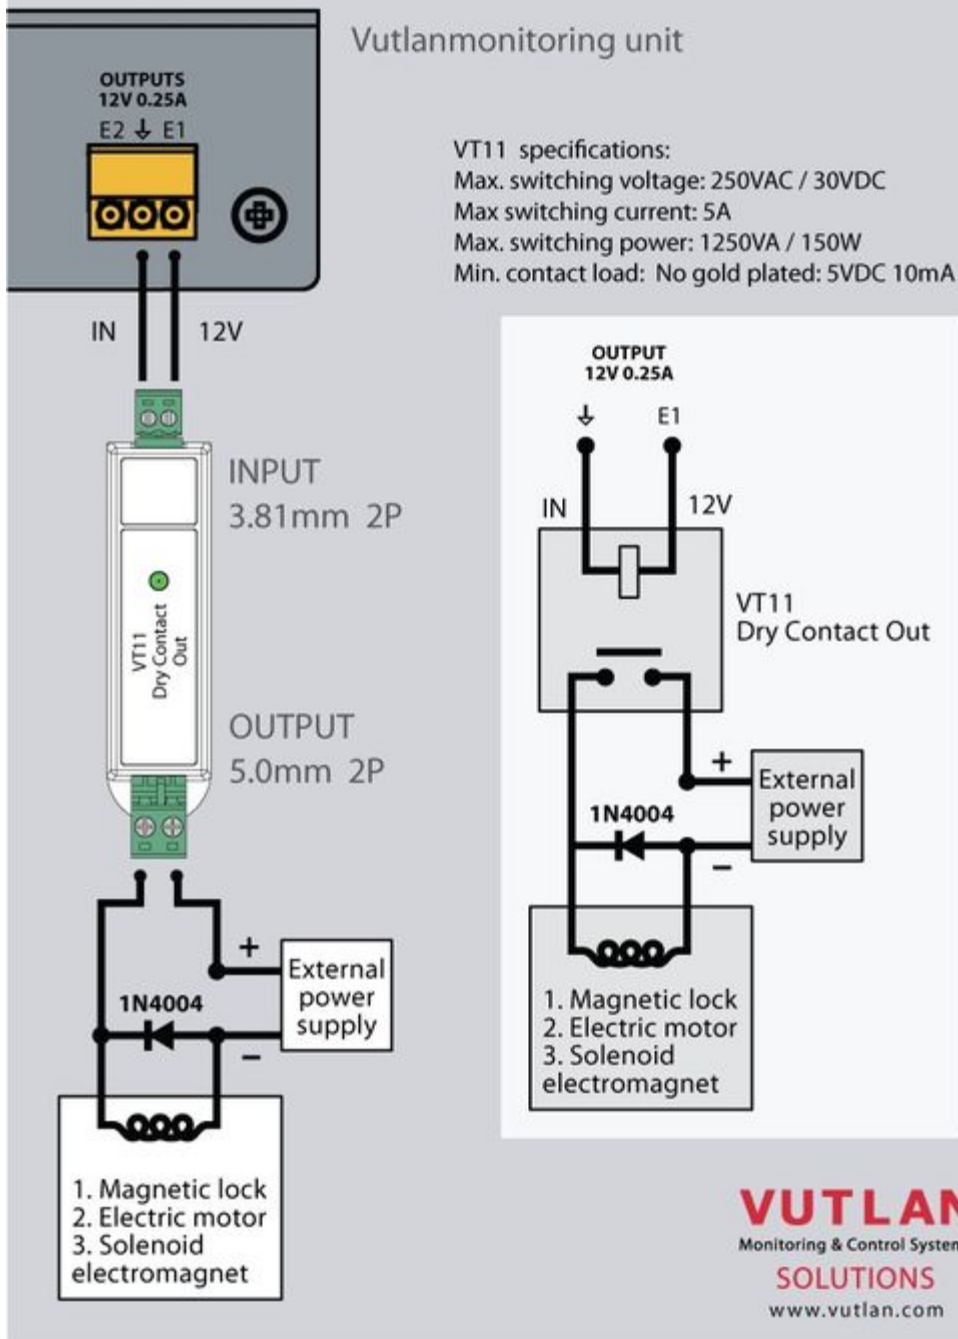 Vutlanmonitoring unit
OUTPUTS
12V 0.25A
E2 E1
VT11 specifications:
Max. switching voltage: 250VAC / 30VDC
Max switching current: 5A
Max. switching power: 1250VA / 150W
Min. contact load: No gold plated: 5VDC 10mA
IN 12V
INPUT
3.81mm 2P
VT11
Dry Contact
Out
OUTPUT
5.0mm 2P
+
External
power
supply
1N4004
−
1. Magnetic lock
2. Electric motor
3. Solenoid
electromagnet
OUTPUT
12V 0.25A
E1
IN 12V
VT11
Dry Contact Out
+
External
power
supply
1N4004
−
1. Magnetic lock
2. Electric motor
3. Solenoid
electromagnet
VUTLAN
Monitoring & Control System
SOLUTIONS
www.vutlan.com